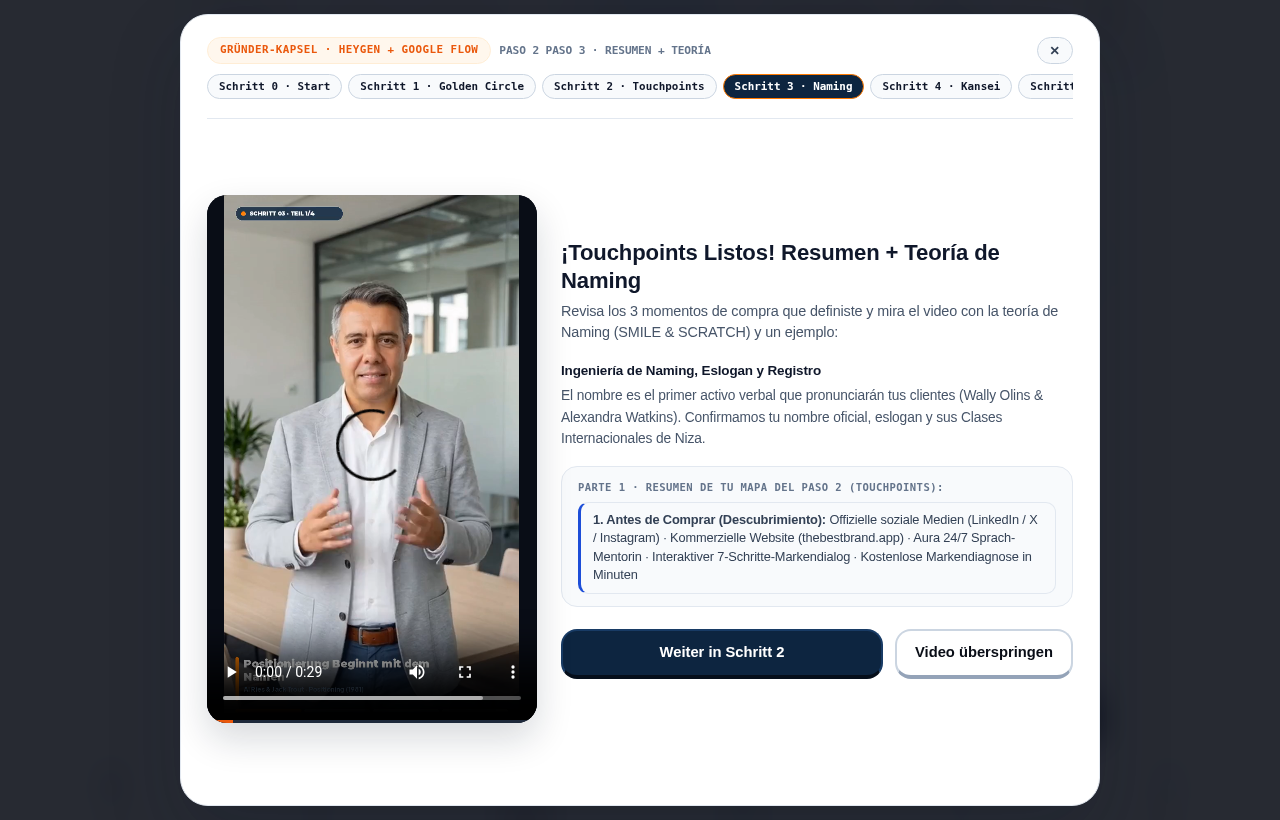 GRÜNDER-KAPSEL · HEYGEN + GOOGLE FLOW
PASO 2 PASO 3 · RESUMEN + TEORÍA
✕
Schritt 0 · Start
Schritt 1 · Golden Circle
Schritt 2 · Touchpoints
Schritt 3 · Naming
Schritt 4 · Kansei
Schritt
SCHRITT 03 · TEIL 1/4
Positionierung Beginnt mit dem
Namen
0:00 / 0:29
¡Touchpoints Listos! Resumen + Teoría de
Naming
Revisa los 3 momentos de compra que definiste y mira el video con la teoría de
Naming (SMILE & SCRATCH) y un ejemplo:
Ingeniería de Naming, Eslogan y Registro
El nombre es el primer activo verbal que pronunciarán tus clientes (Wally Olins &
Alexandra Watkins). Confirmamos tu nombre oficial, eslogan y sus Clases
Internacionales de Niza.
PARTE 1 · RESUMEN DE TU MAPA DEL PASO 2 (TOUCHPOINTS):
1. Antes de Comprar (Descubrimiento): Offizielle soziale Medien (LinkedIn / X
/ Instagram) · Kommerzielle Website (thebestbrand.app) · Aura 24/7 Sprach-
Mentorin · Interaktiver 7-Schritte-Markendialog · Kostenlose Markendiagnose in
Minuten
Weiter in Schritt 2
Video überspringen